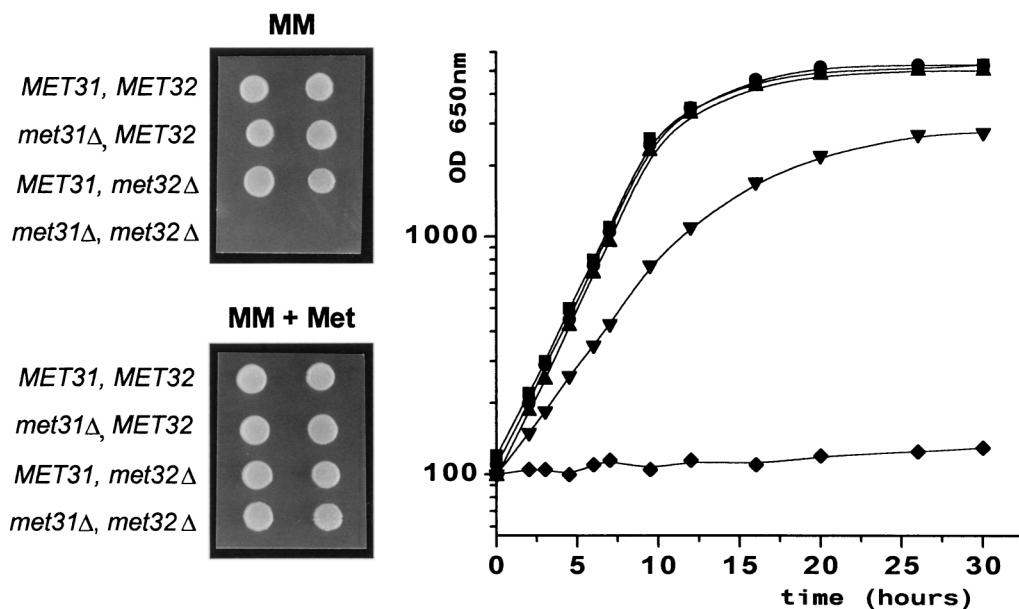 MM
MET31, MET32
met31Δ, MET32
MET31, met32Δ
met31Δ, met32Δ
MM + Met
MET31, MET32
met31Δ, MET32
MET31, met32Δ
met31Δ, met32Δ
OD 650nm
1000
100
0 5 10 15 20 25 30
time (hours)